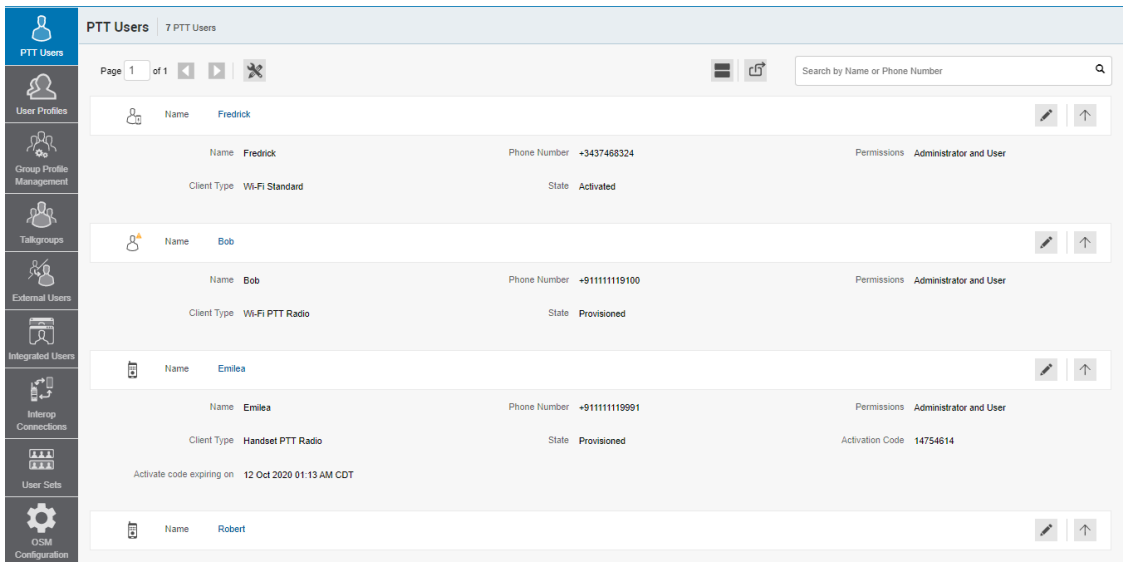 PTT Users
User Profiles
Group Profile
Management
Talkgroups
External Users
Integrated Users
Interop
Connections
User Sets
OSM
Configuration
PTT Users 7 PTT Users
Page 1 of 1 Search by Name or Phone Number
Name Fredrick
Name Fredrick Phone Number +3437468324 Permissions Administrator and User
Client Type Wi-Fi Standard State Activated
Name Bob
Name Bob Phone Number +911111119100 Permissions Administrator and User
Client Type Wi-Fi PTT Radio State Provisioned
Name Emilea
Name Emilea Phone Number +911111119991 Permissions Administrator and User
Client Type Handset PTT Radio State Provisioned Activation Code 14754614
Activate code expiring on 12 Oct 2020 01:13 AM CDT
Name Robert